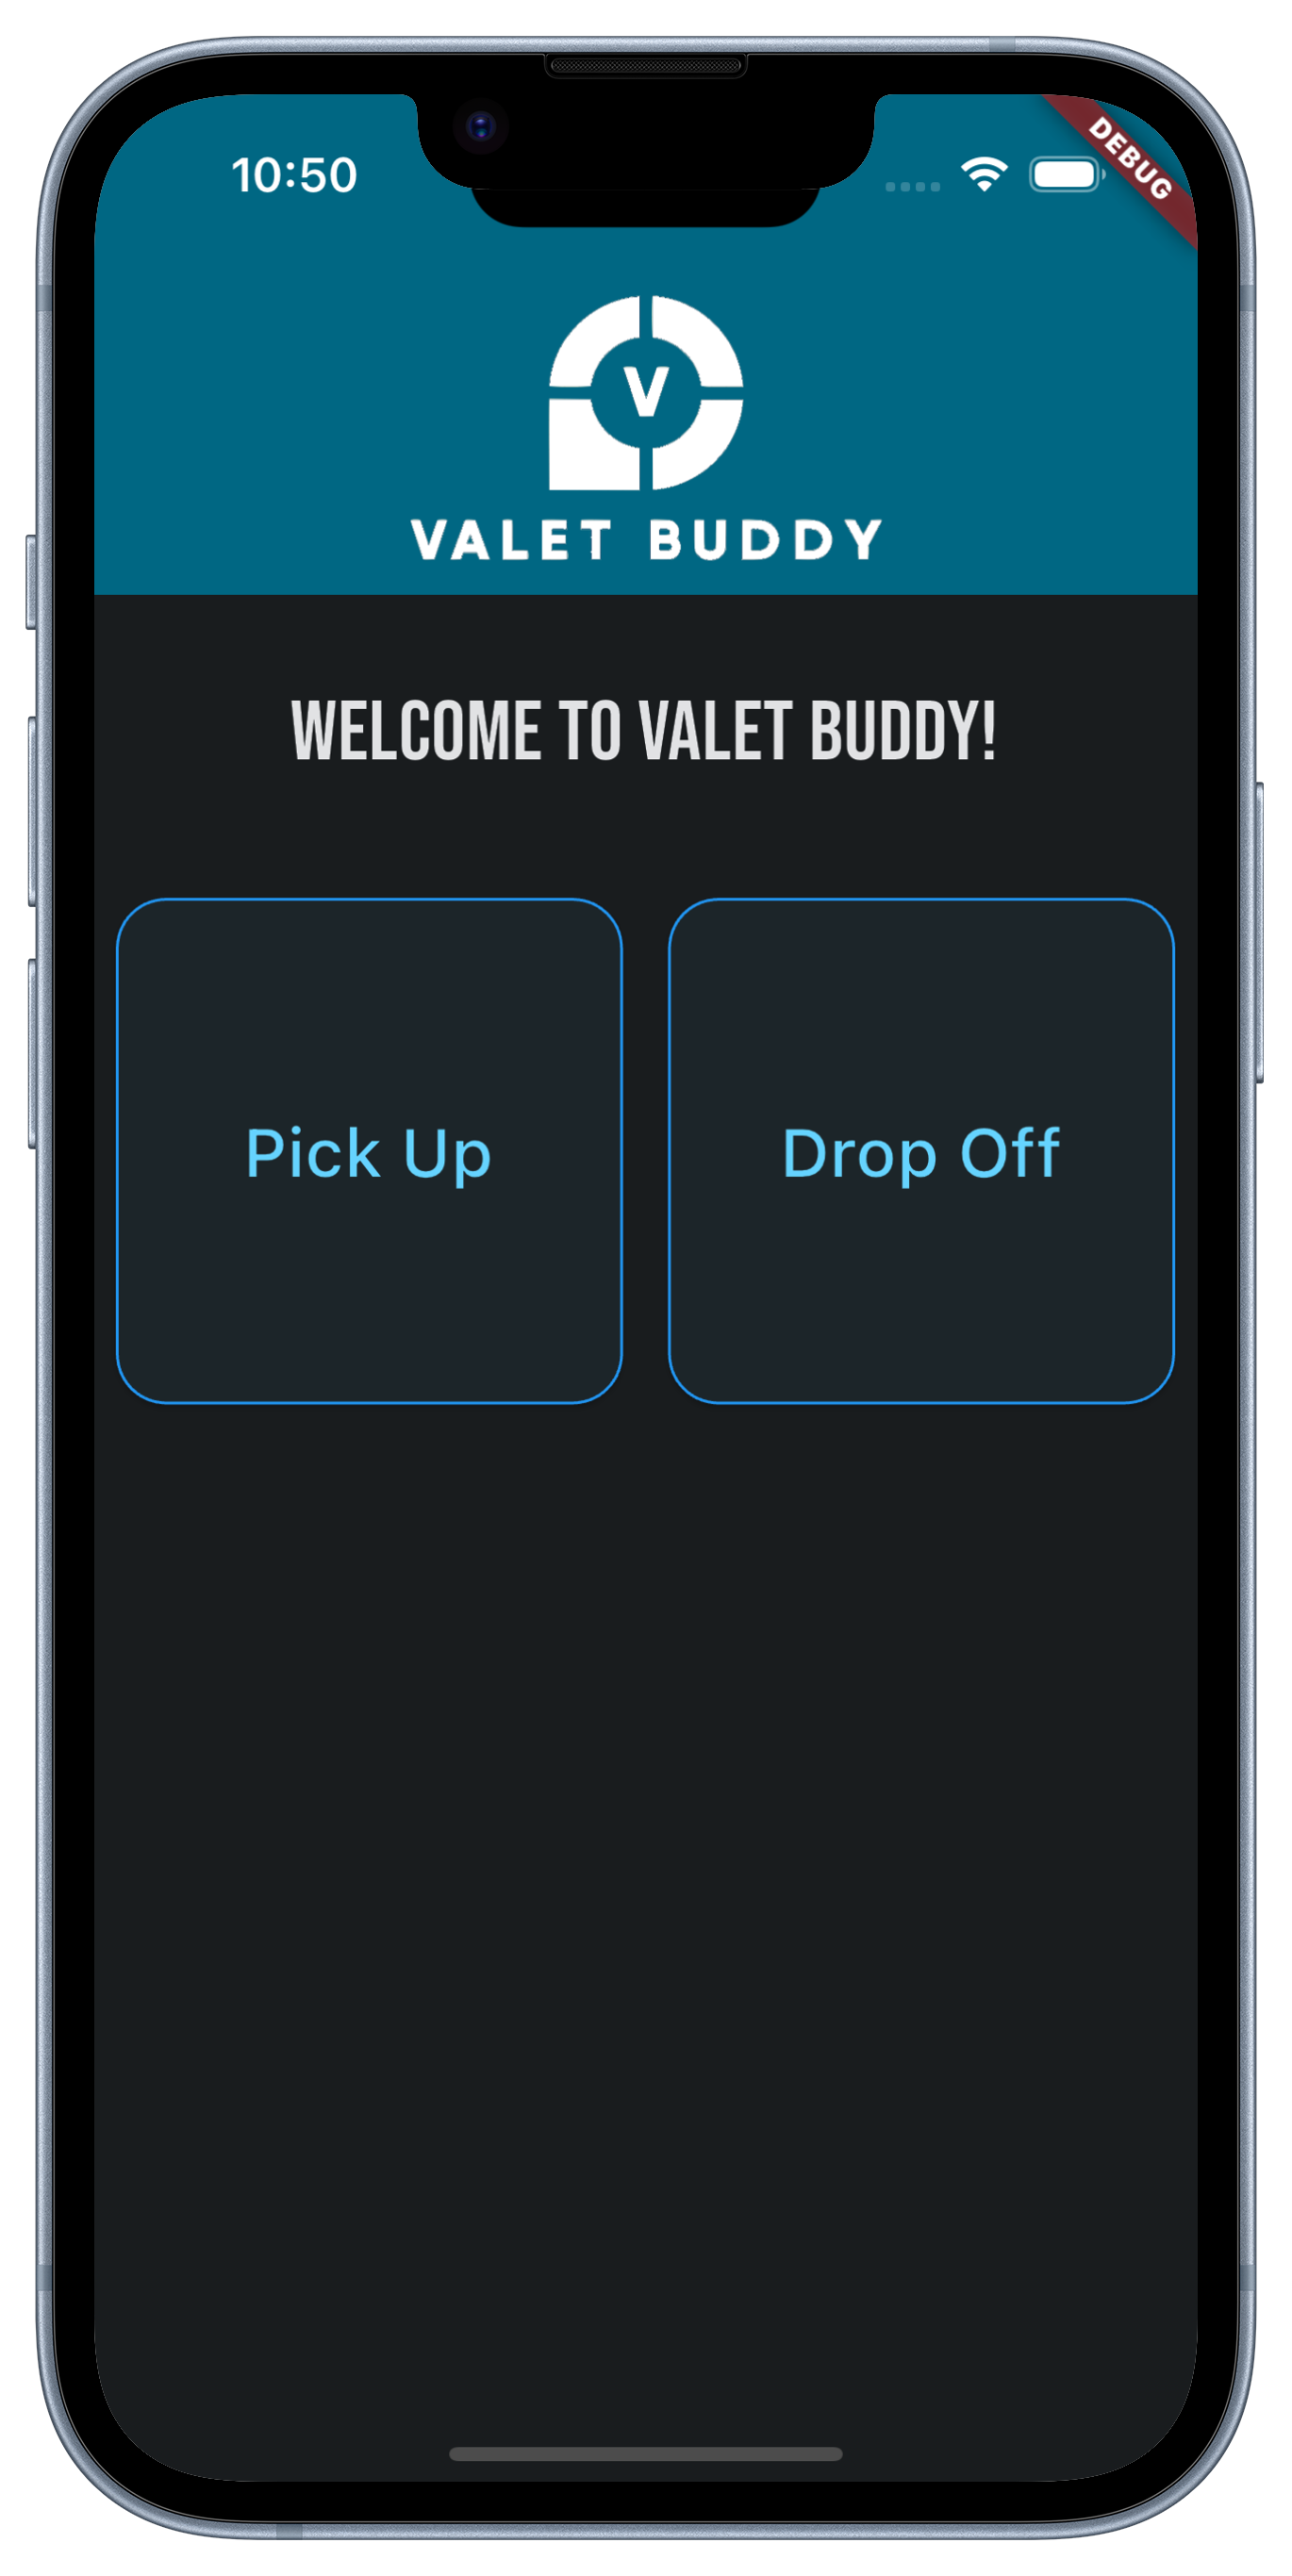 10:50
DEBUG
V
VALET BUDDY
WELCOME TO VALET BUDDY!
Pick Up
Drop Off